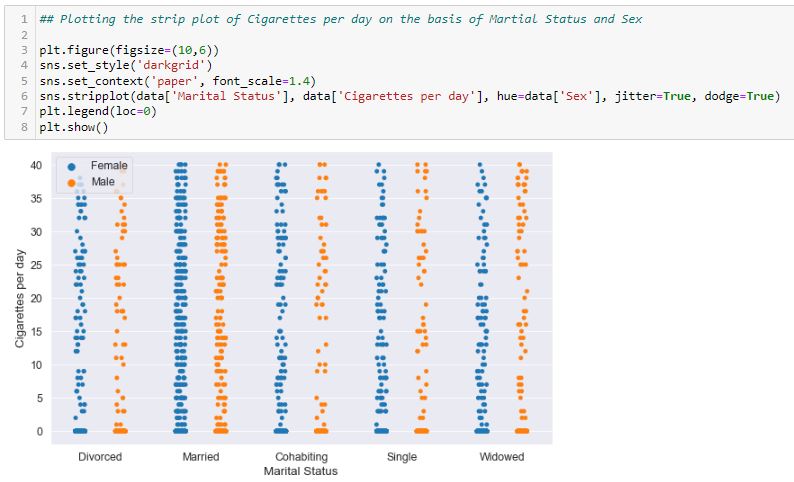 1 ## Plotting the strip plot of Cigarettes per day on the basis of Martial Status and Sex
2
3 plt.figure(figsize=(10,6))
4 sns.set_style('darkgrid')
5 sns.set_context('paper', font_scale=1.4)
6 sns.stripplot(data['Marital Status'], data['Cigarettes per day'], hue=data['Sex'], jitter=True, dodge=True)
7 plt.legend(loc=0)
8 plt.show()
Female
Male
40
35
30
25
20
15
10
5
0
Cigarettes per day
Divorced Married Cohabiting Single Widowed
Marital Status